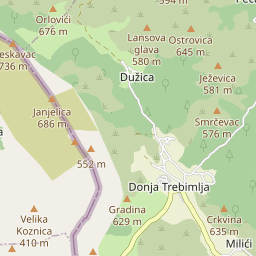 Orlovići
676 m
Lansova
glava
580 m
Ostrovica
645 m
736 m
Dužica
Ježevica
581 m
Janjelica
686 m
Smrčevac
576 m
552 m
Donja Trebimlja
Gradina
629 m
Velika
Koznica
410 m
Crkvina
635 m
Milići